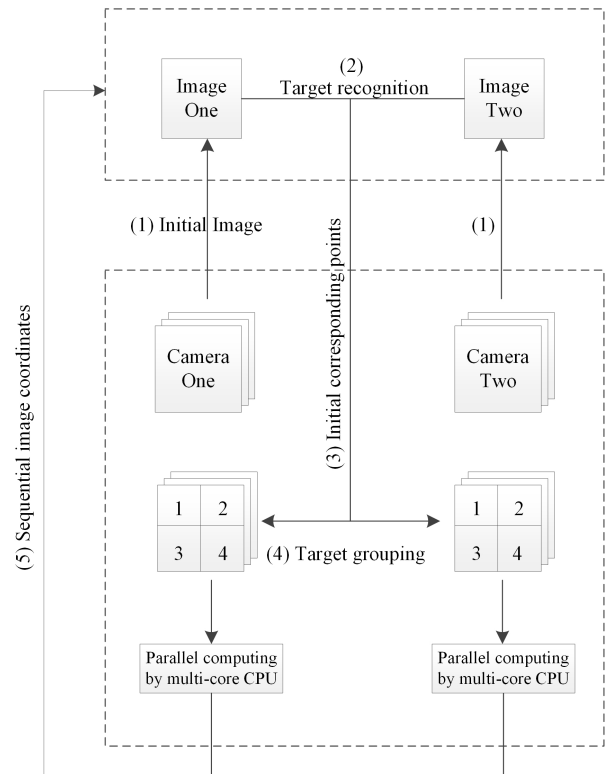 (2)
Image
One
Target recognition
Image
Two
(1) Initial Image
(1)
(3) Initial corresponding points
(5) Sequential image coordinates
Camera
One
Camera
Two
1 2
3 4
1 2
3 4
(4) Target grouping
Parallel computing
by multi-core CPU
Parallel computing
by multi-core CPU